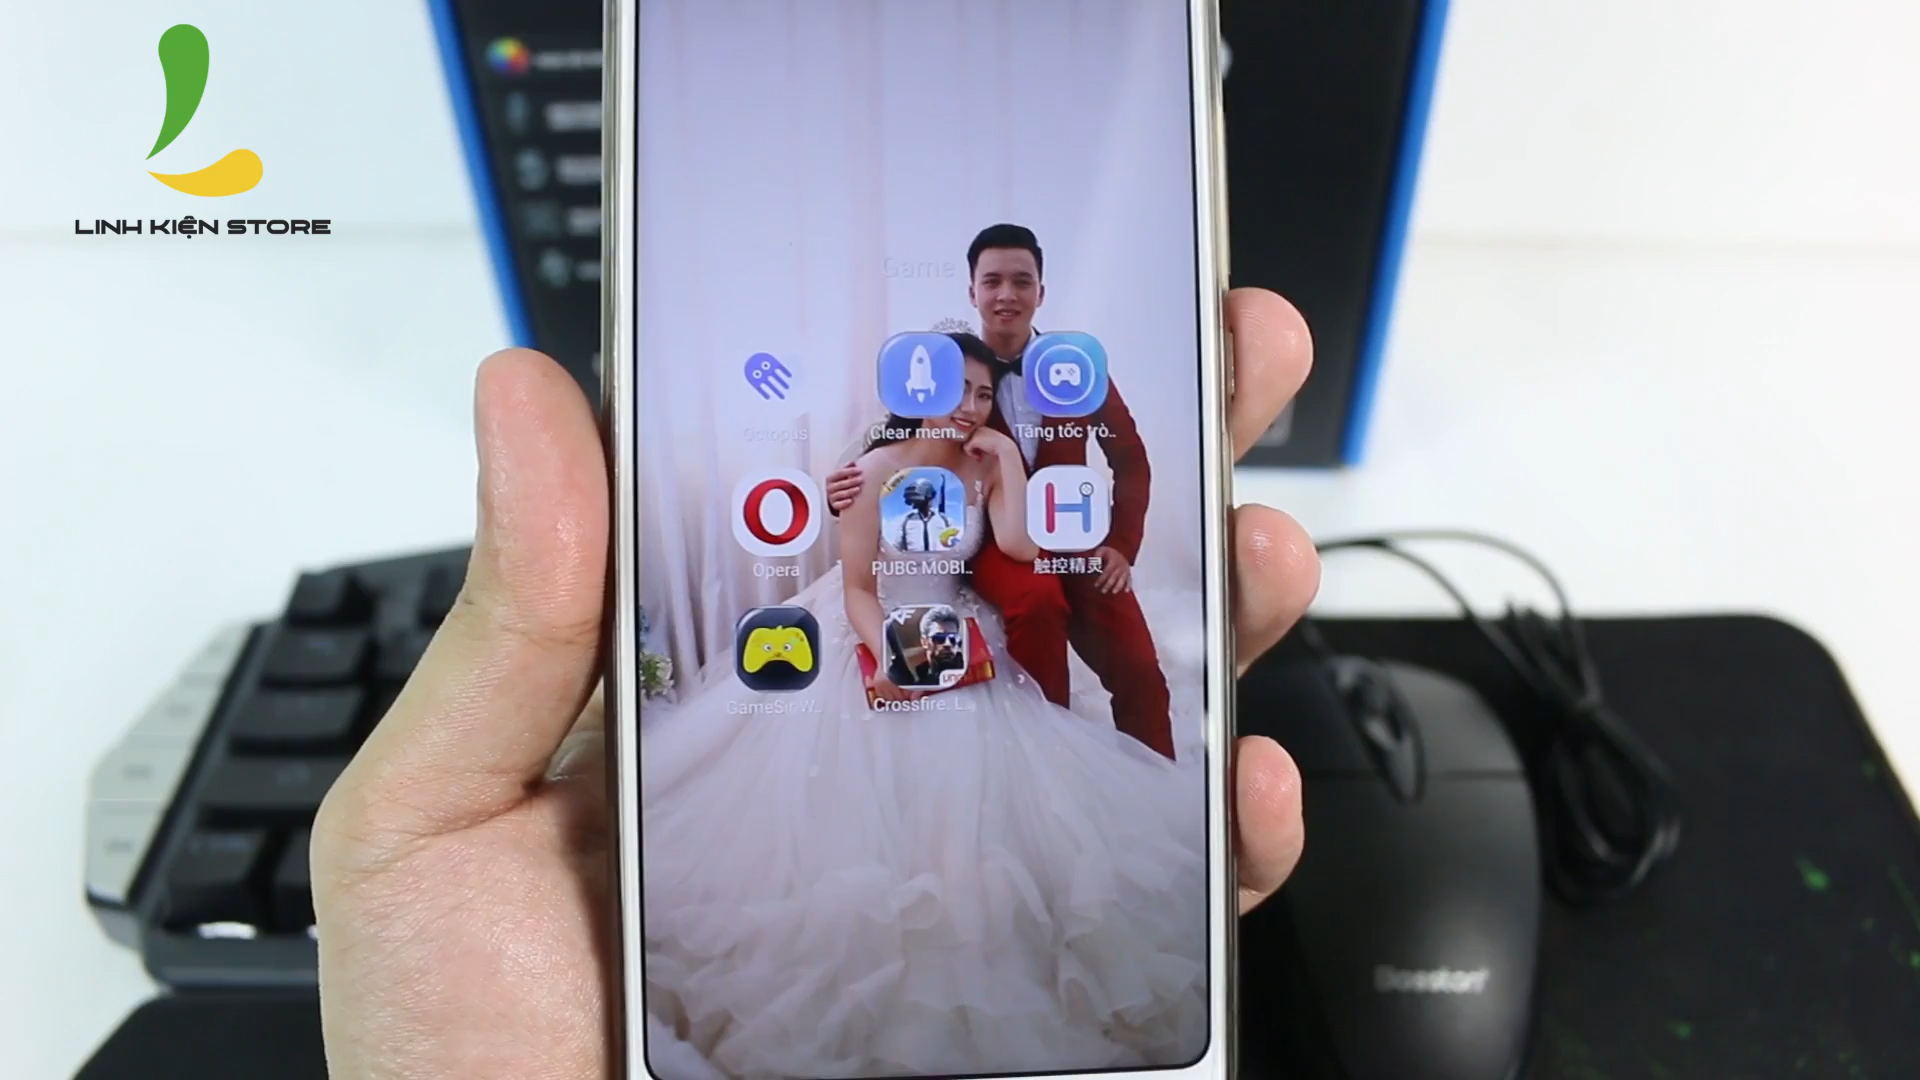 LINH KIỆN STORE
Game
Octopus
Clear mem..
Tăng tốc trò..
Opera
PUBG MOBI..
触控精灵
GameSir W..
Crossfire. L..